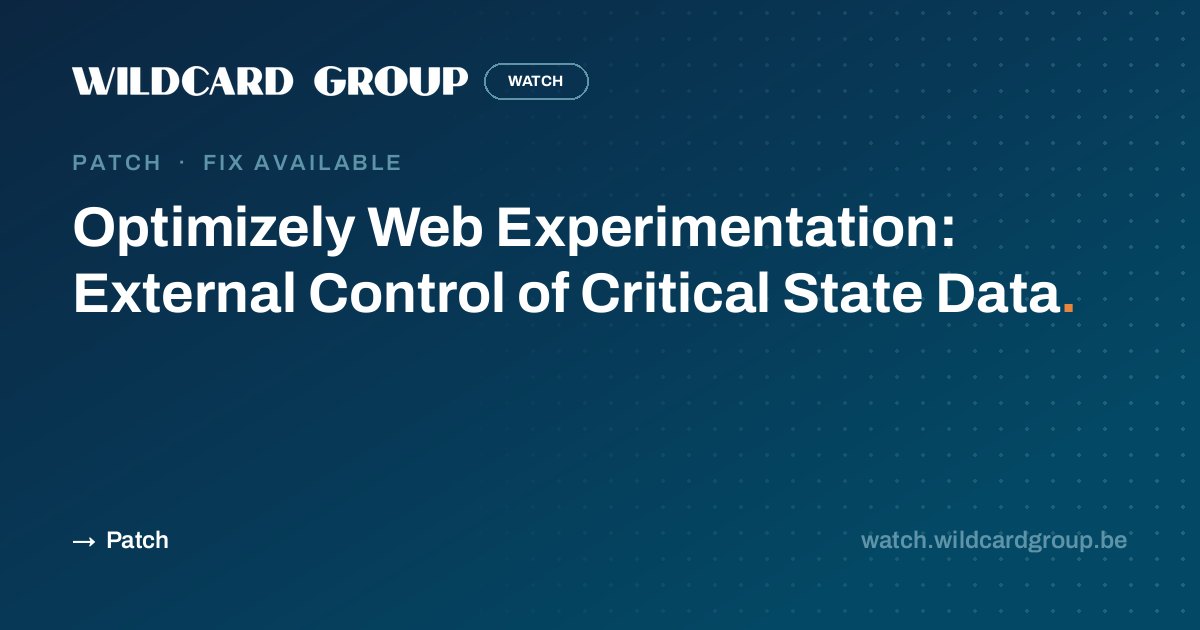 WILDCARD GROUP WATCH
PATCH · FIX AVAILABLE
Optimizely Web Experimentation:
External Control of Critical State Data.
→ Patch
watch.wildcardgroup.be